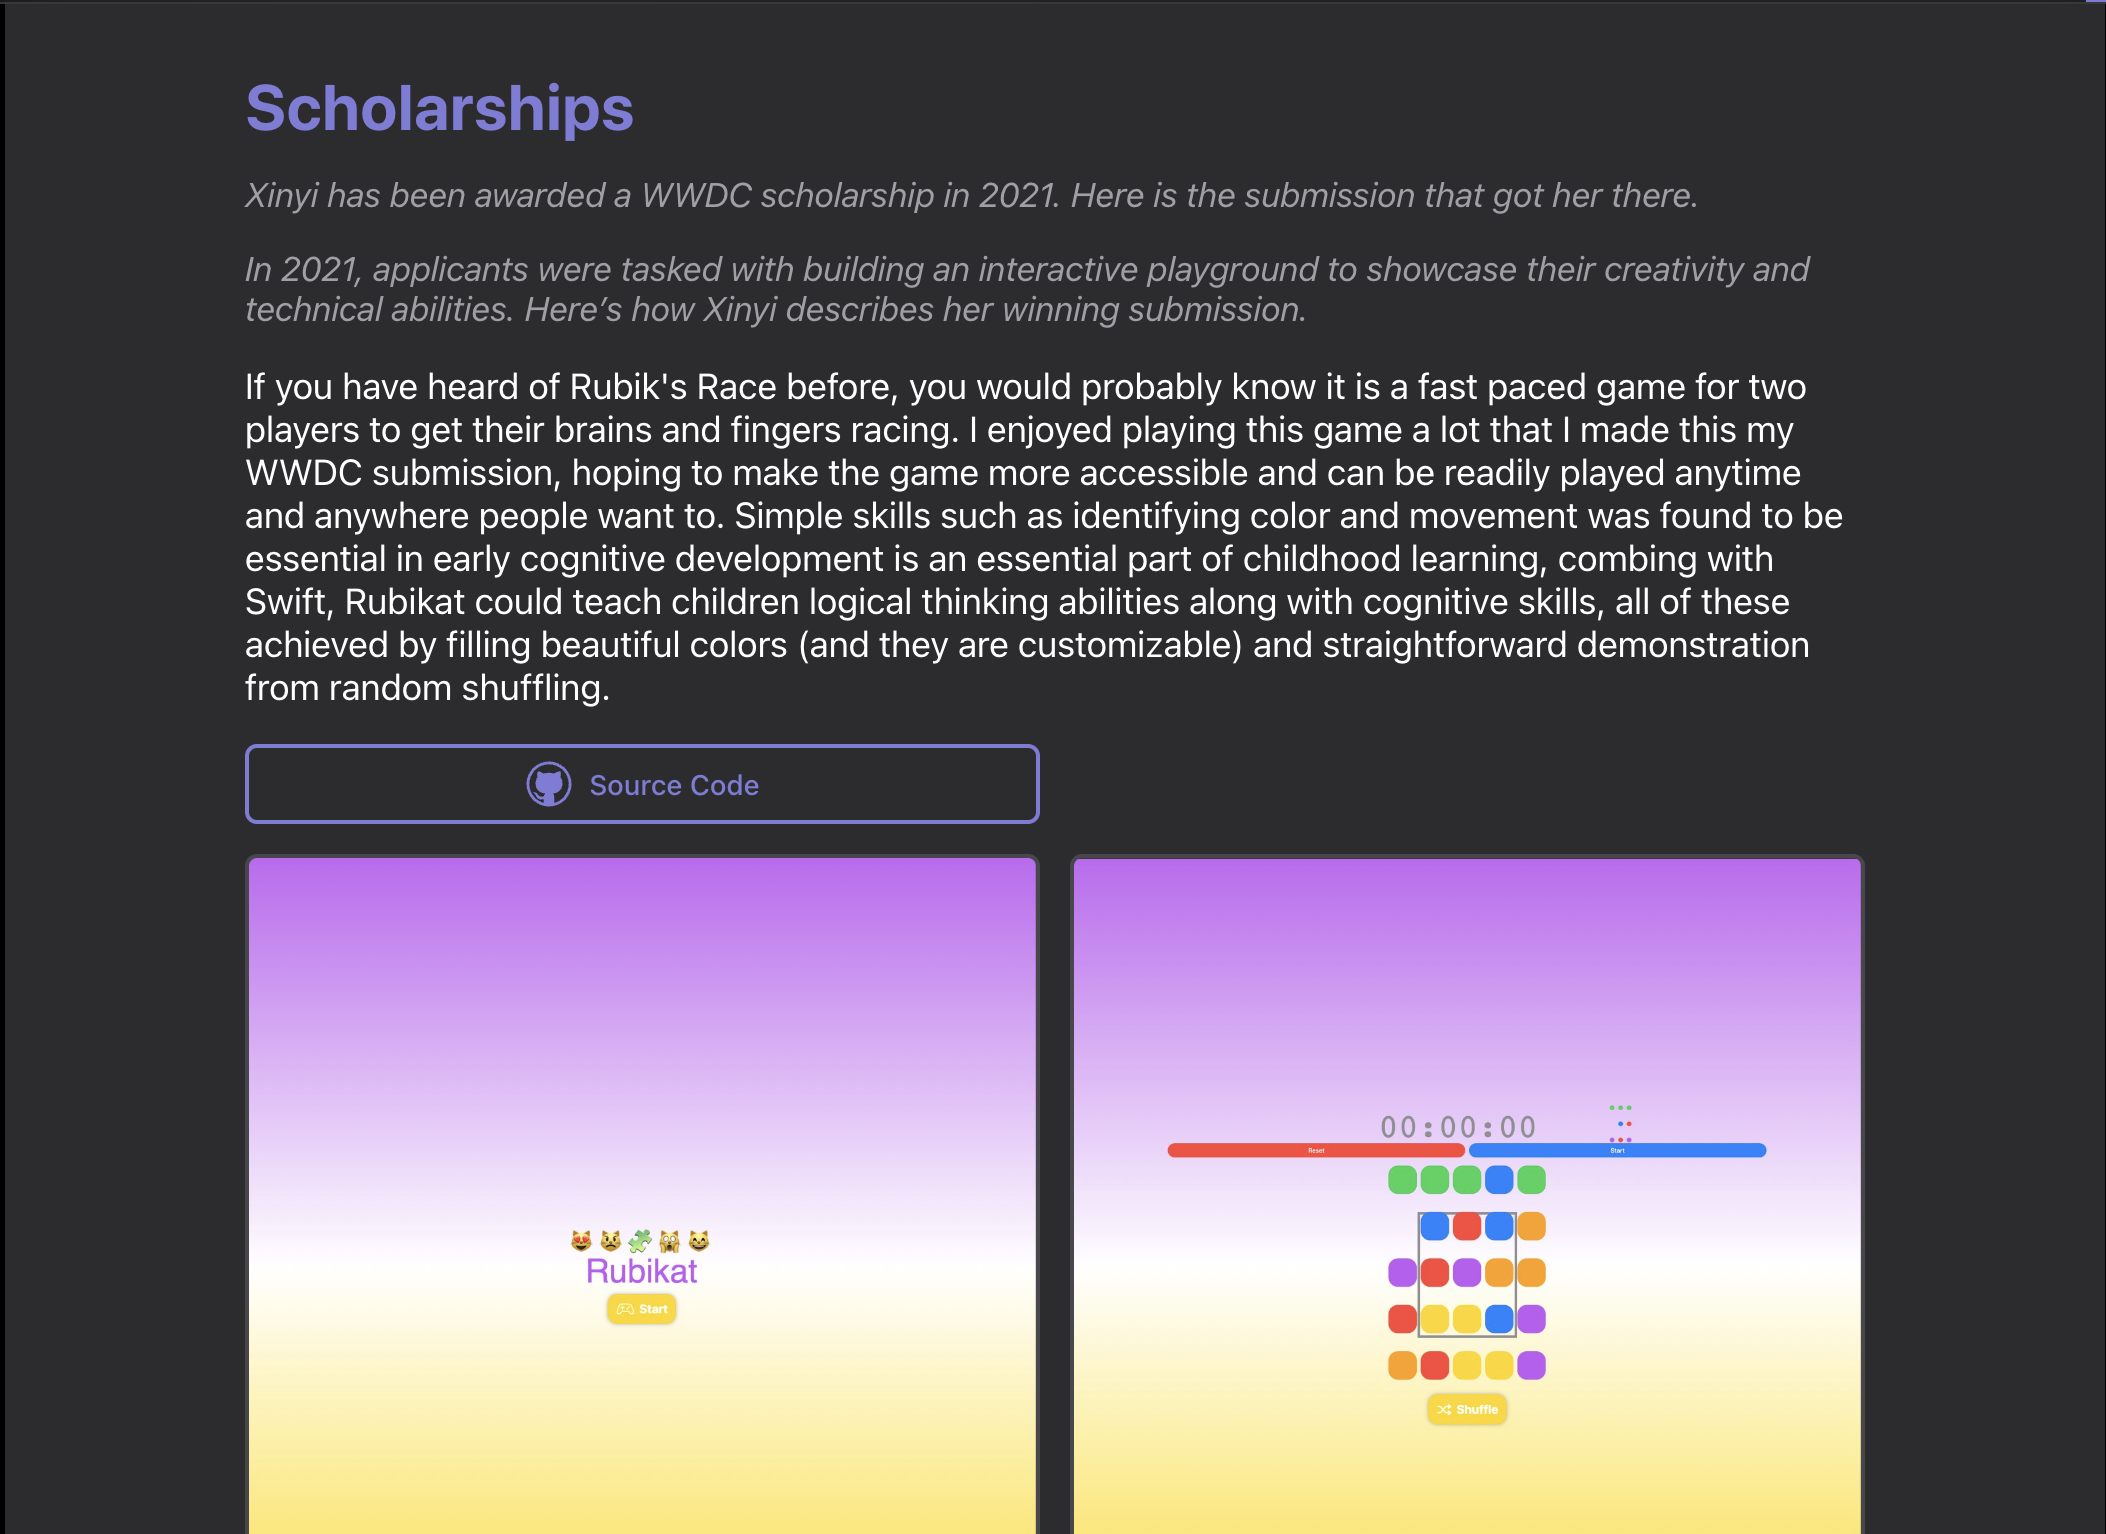 Scholarships
Xinyi has been awarded a WWDC scholarship in 2021. Here is the submission that got her there.
In 2021, applicants were tasked with building an interactive playground to showcase their creativity and
technical abilities. Here’s how Xinyi describes her winning submission.
If you have heard of Rubik's Race before, you would probably know it is a fast paced game for two
players to get their brains and fingers racing. I enjoyed playing this game a lot that I made this my
WWDC submission, hoping to make the game more accessible and can be readily played anytime
and anywhere people want to. Simple skills such as identifying color and movement was found to be
essential in early cognitive development is an essential part of childhood learning, combing with
Swift, Rubikat could teach children logical thinking abilities along with cognitive skills, all of these
achieved by filling beautiful colors (and they are customizable) and straightforward demonstration
from random shuffling.
Source Code
Rubikat
Start
00:00:00
Reset
Start
Shuffle